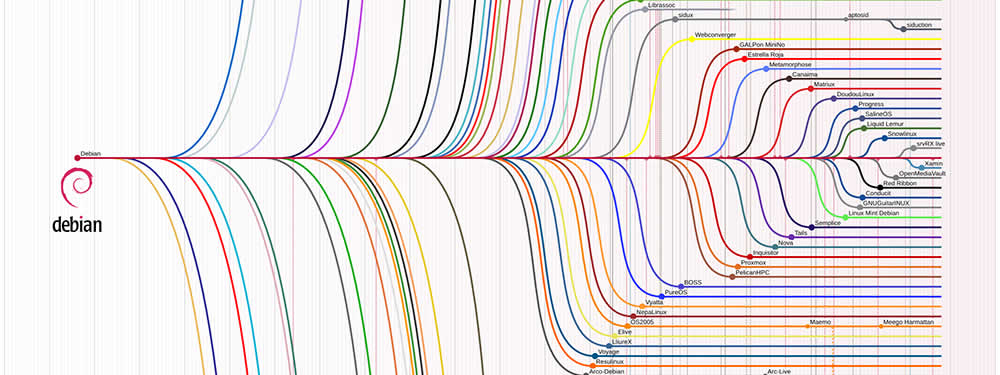 Librassoc
sidux
aptosid
siduction
Webconverger
GALPon MiniNo
Estrella Roja
Metamorphose
Canaima
Matriux
DoudouLinux
Progress
SalineOS
Liquid Lemur
Snowlinux
srvRX live
Debian
Xamin
OpenMediaVault
Red Ribbon
Conducit
GNUGuitarINUX
Linux Mint Debian
debian
Semplice
Tails
Nova
Inquisitor
Proxmox
PelicanHPC
BOSS
PureOS
Vyatta
NepaLinux
OS2005
Maemo
Meego Harmattan
Elive
LliureX
Voyage
Resulinux
Arco-Debian
Arc-Live